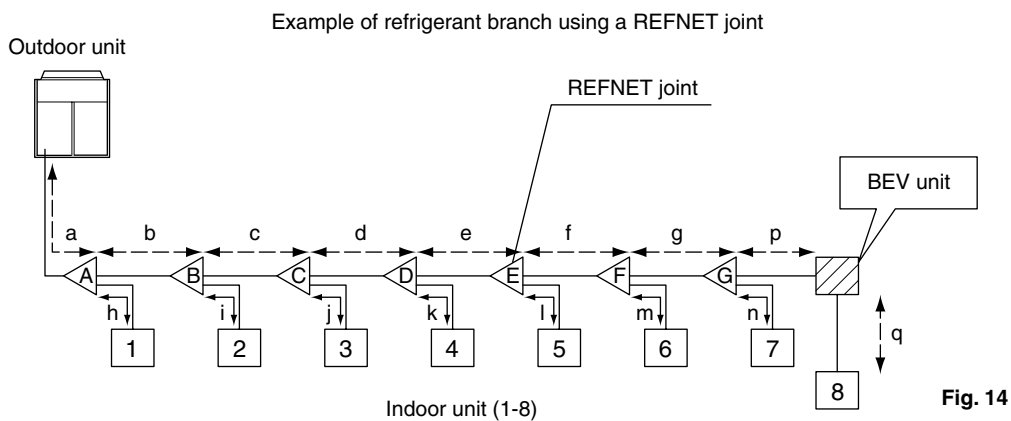 Example of refrigerant branch using a REFNET joint
Outdoor unit
REFNET joint
BEV unit
a b c d e f g p
A B C D E F G
h i j k l m n
q
1 2 3 4 5 6 7
8
Indoor unit (1-8)
Fig. 14